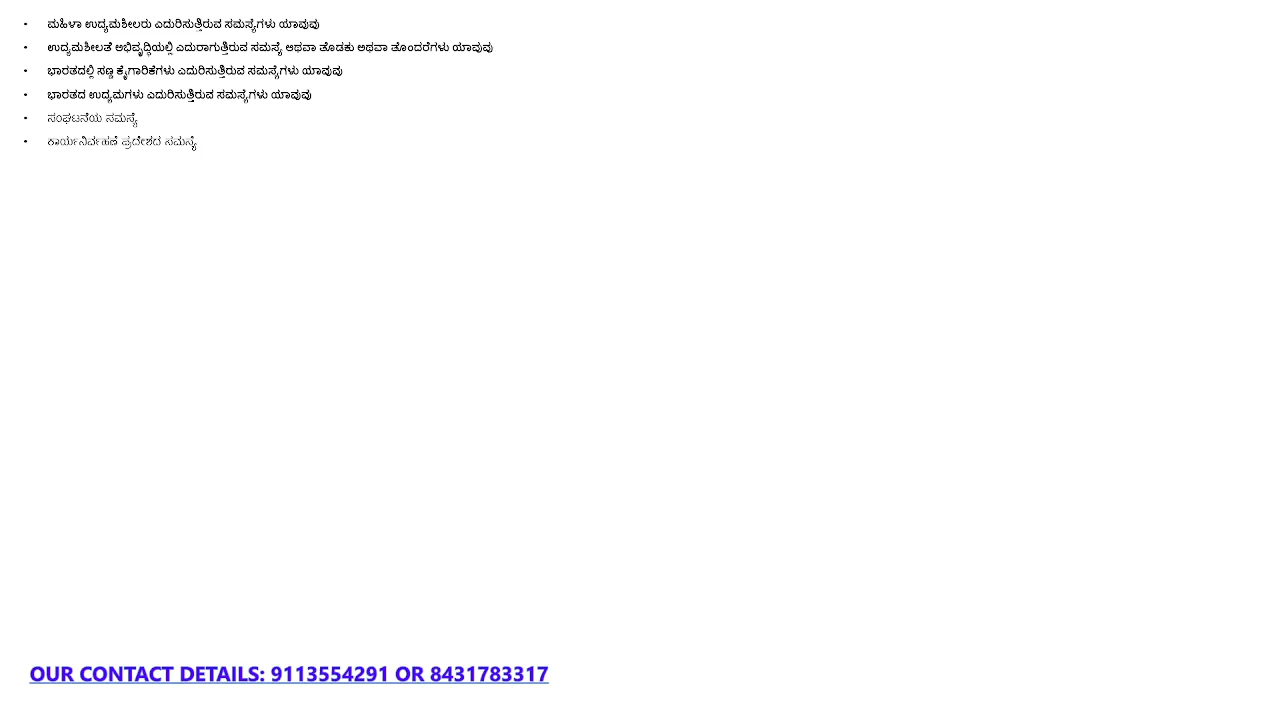 • ಮಹಿಳಾ ಉದ್ಯಮಶೀಲರು ಎದುರಿಸುತ್ತಿರುವ ಸಮಸ್ಯೆಗಳು ಯಾವುವು
• ಉದ್ಯಮಶೀಲತೆ ಅಭಿವೃದ್ಧಿಯಲ್ಲಿ ಎದುರಾಗುತ್ತಿರುವ ಸಮಸ್ಯೆ ಅಥವಾ ತೊಡಕು ಅಥವಾ ತೊಂದರೆಗಳು ಯಾವುವು
• ಭಾರತದಲ್ಲಿ ಸಣ್ಣ ಕೈಗಾರಿಕೆಗಳು ಎದುರಿಸುತ್ತಿರುವ ಸಮಸ್ಯೆಗಳು ಯಾವುವು
• ಭಾರತದ ಉದ್ಯಮಗಳು ಎದುರಿಸುತ್ತಿರುವ ಸಮಸ್ಯೆಗಳು ಯಾವುವು
• ಸಂಘಟನೆಯ ಸಮಸ್ಯೆ
• ಕಾರ್ಯನಿರ್ವಹಣೆ ಪ್ರದೇಶದ ಸಮಸ್ಯೆ
OUR CONTACT DETAILS: 9113554291 OR 8431783317